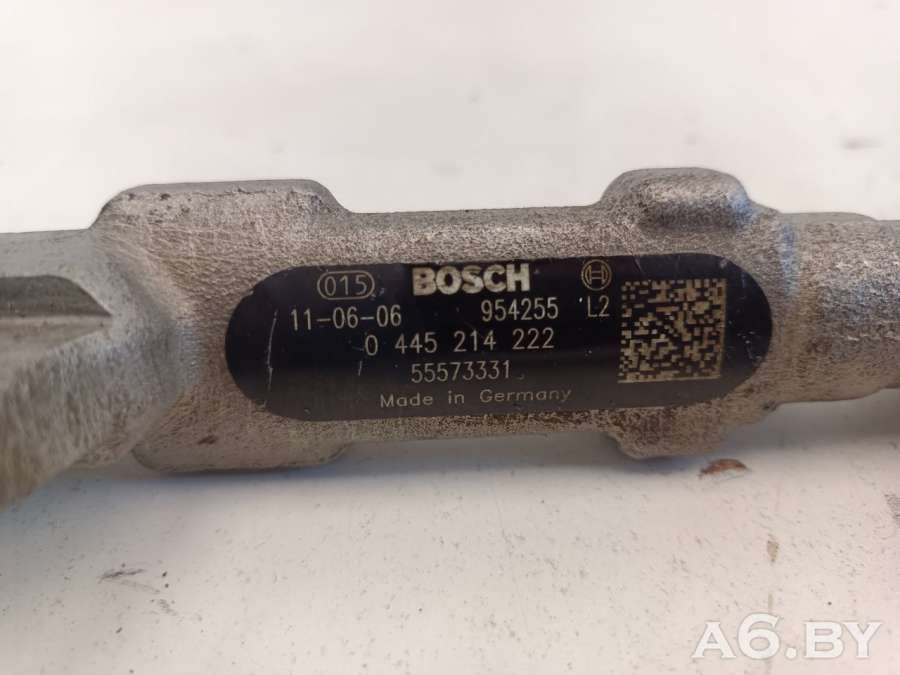 015 BOSCH
11-06-06 954255 L2
0 445 214 222
55573331
Made in Germany
A6.BY